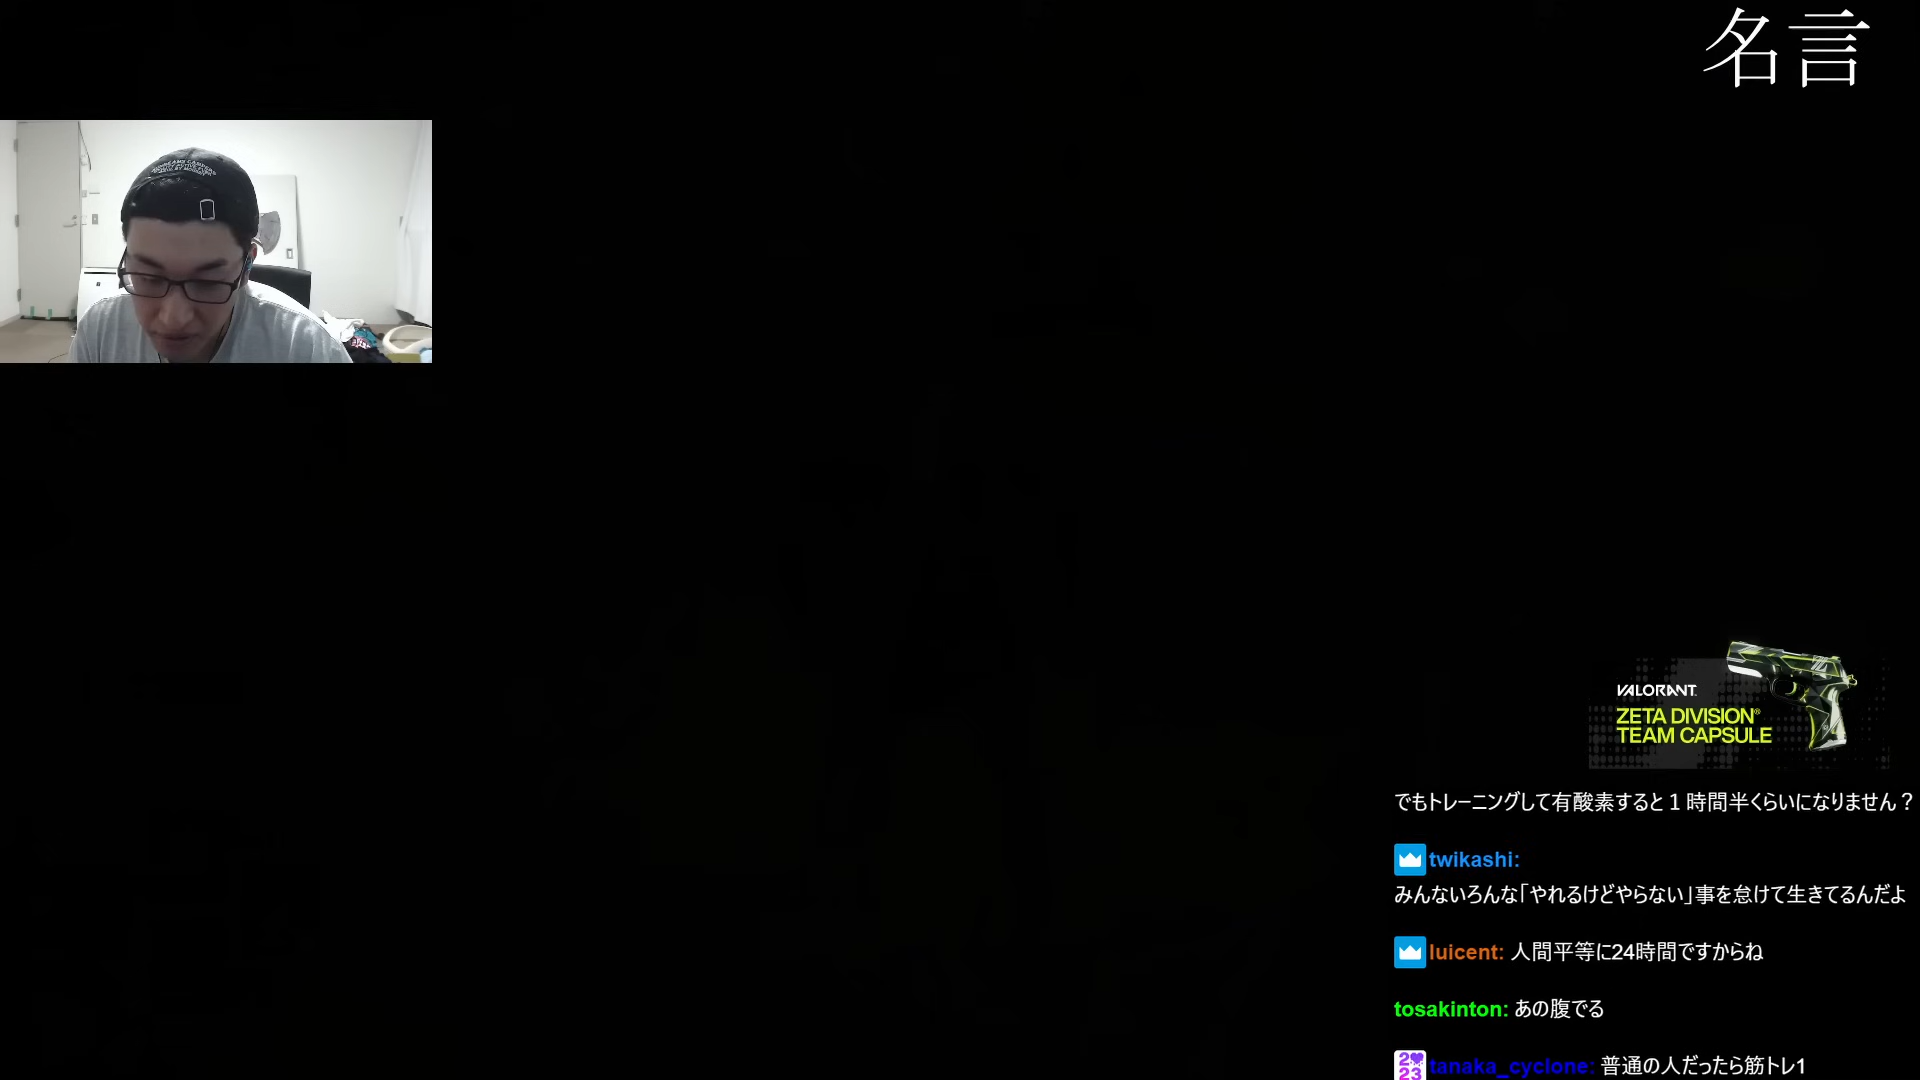 名言
VALORANT
ZETA DIVISION®
TEAM CAPSULE
でもトレーニングして有酸素すると１時間半くらいになりません？
twikashi:
みんないろんな「やれるけどやらない」事を怠けて生きてるんだよ
luicent: 人間平等に24時間ですからね
tosakinton: あの腹でる
tanaka_cyclone: 普通の人だったら筋トレ1